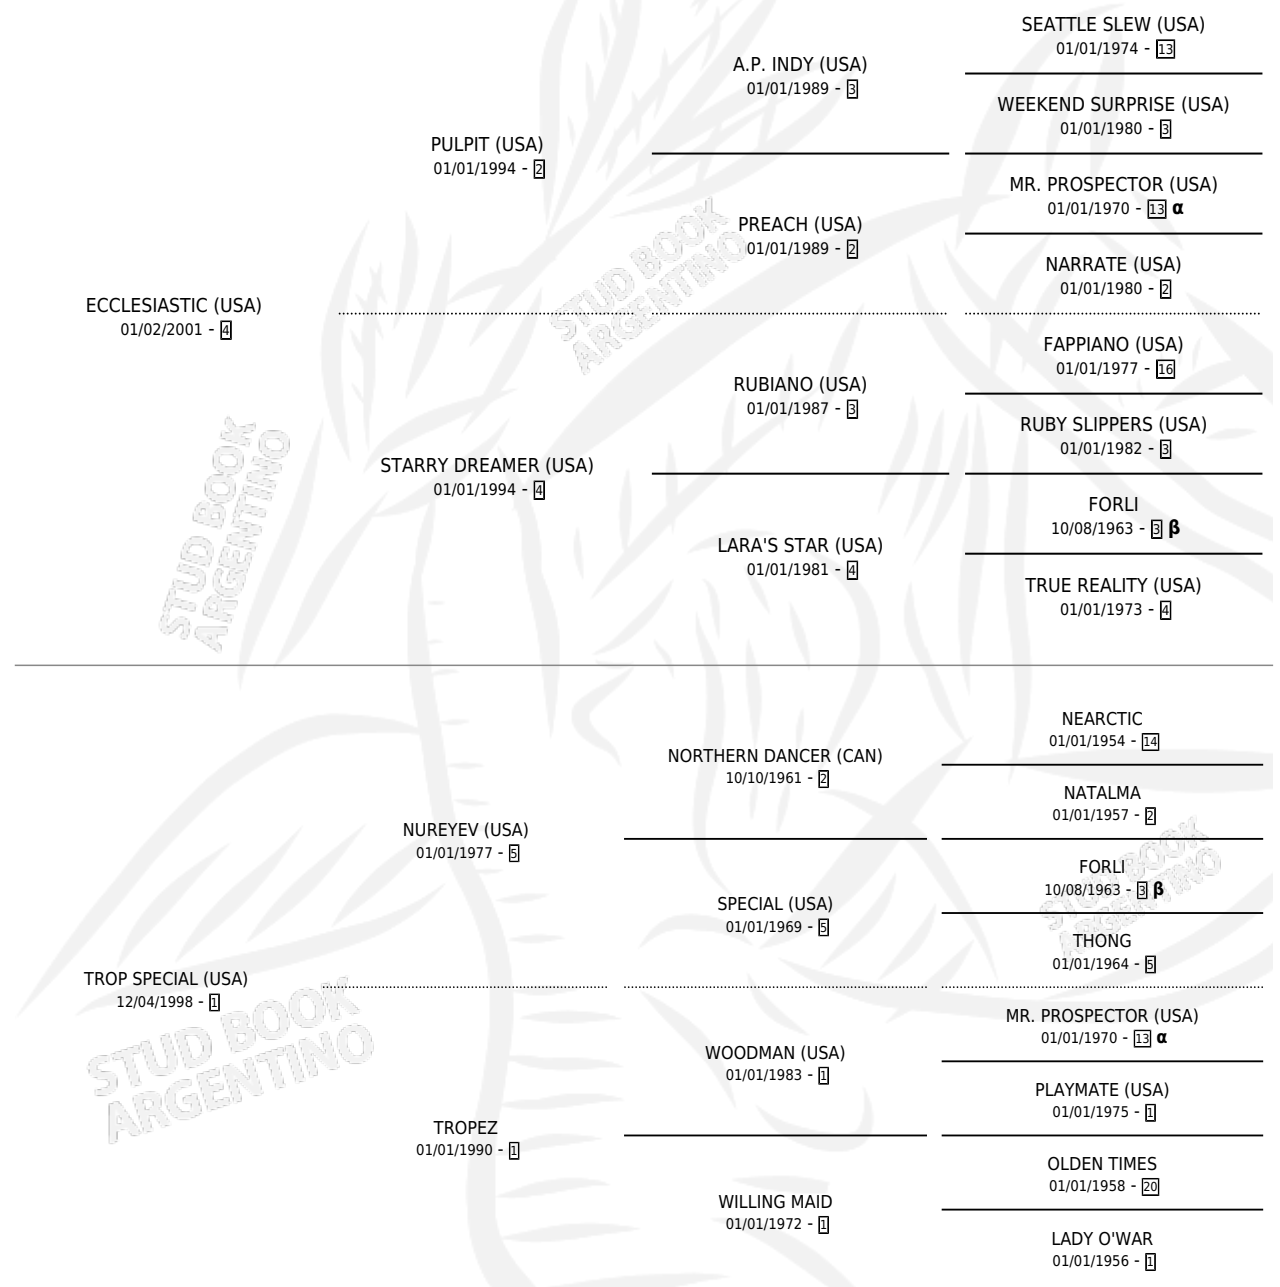 SEATTLE SLEW (USA)
01/01/1974 - 13
A.P. INDY (USA)
01/01/1989 - 3
WEEKEND SURPRISE (USA)
01/01/1980 - 3
PULPIT (USA)
01/01/1994 - 2
MR. PROSPECTOR (USA)
01/01/1970 - 13 α
PREACH (USA)
01/01/1989 - 2
NARRATE (USA)
01/01/1980 - 2
ECCLESIASTIC (USA)
01/02/2001 - 4
STUD BOOK
ARGENTINO
FAPPIANO (USA)
01/01/1977 - 16
RUBIANO (USA)
01/01/1987 - 3
RUBY SLIPPERS (USA)
01/01/1982 - 3
STARRY DREAMER (USA)
01/01/1994 - 4
FORLI
10/08/1963 - 3 β
LARA'S STAR (USA)
01/01/1981 - 4
TRUE REALITY (USA)
01/01/1973 - 4
STUD BOOK
ARGENTINO
NEARCTIC
01/01/1954 - 14
NORTHERN DANCER (CAN)
10/10/1961 - 2
NATALMA
01/01/1957 - 2
NUREYEV (USA)
01/01/1977 - 5
FORLI
10/08/1963 - 3 β
SPECIAL (USA)
01/01/1969 - 5
THONG
01/01/1964 - 5
STUD BOOK
ARGENTINO
TROP SPECIAL (USA)
12/04/1998 - 1
MR. PROSPECTOR (USA)
01/01/1970 - 13 α
WOODMAN (USA)
01/01/1983 - 1
PLAYMATE (USA)
01/01/1975 - 1
STUD BOOK
ARGENTINO
TROPEZ
01/01/1990 - 1
OLDEN TIMES
01/01/1958 - 20
WILLING MAID
01/01/1972 - 1
LADY O'WAR
01/01/1956 - 1